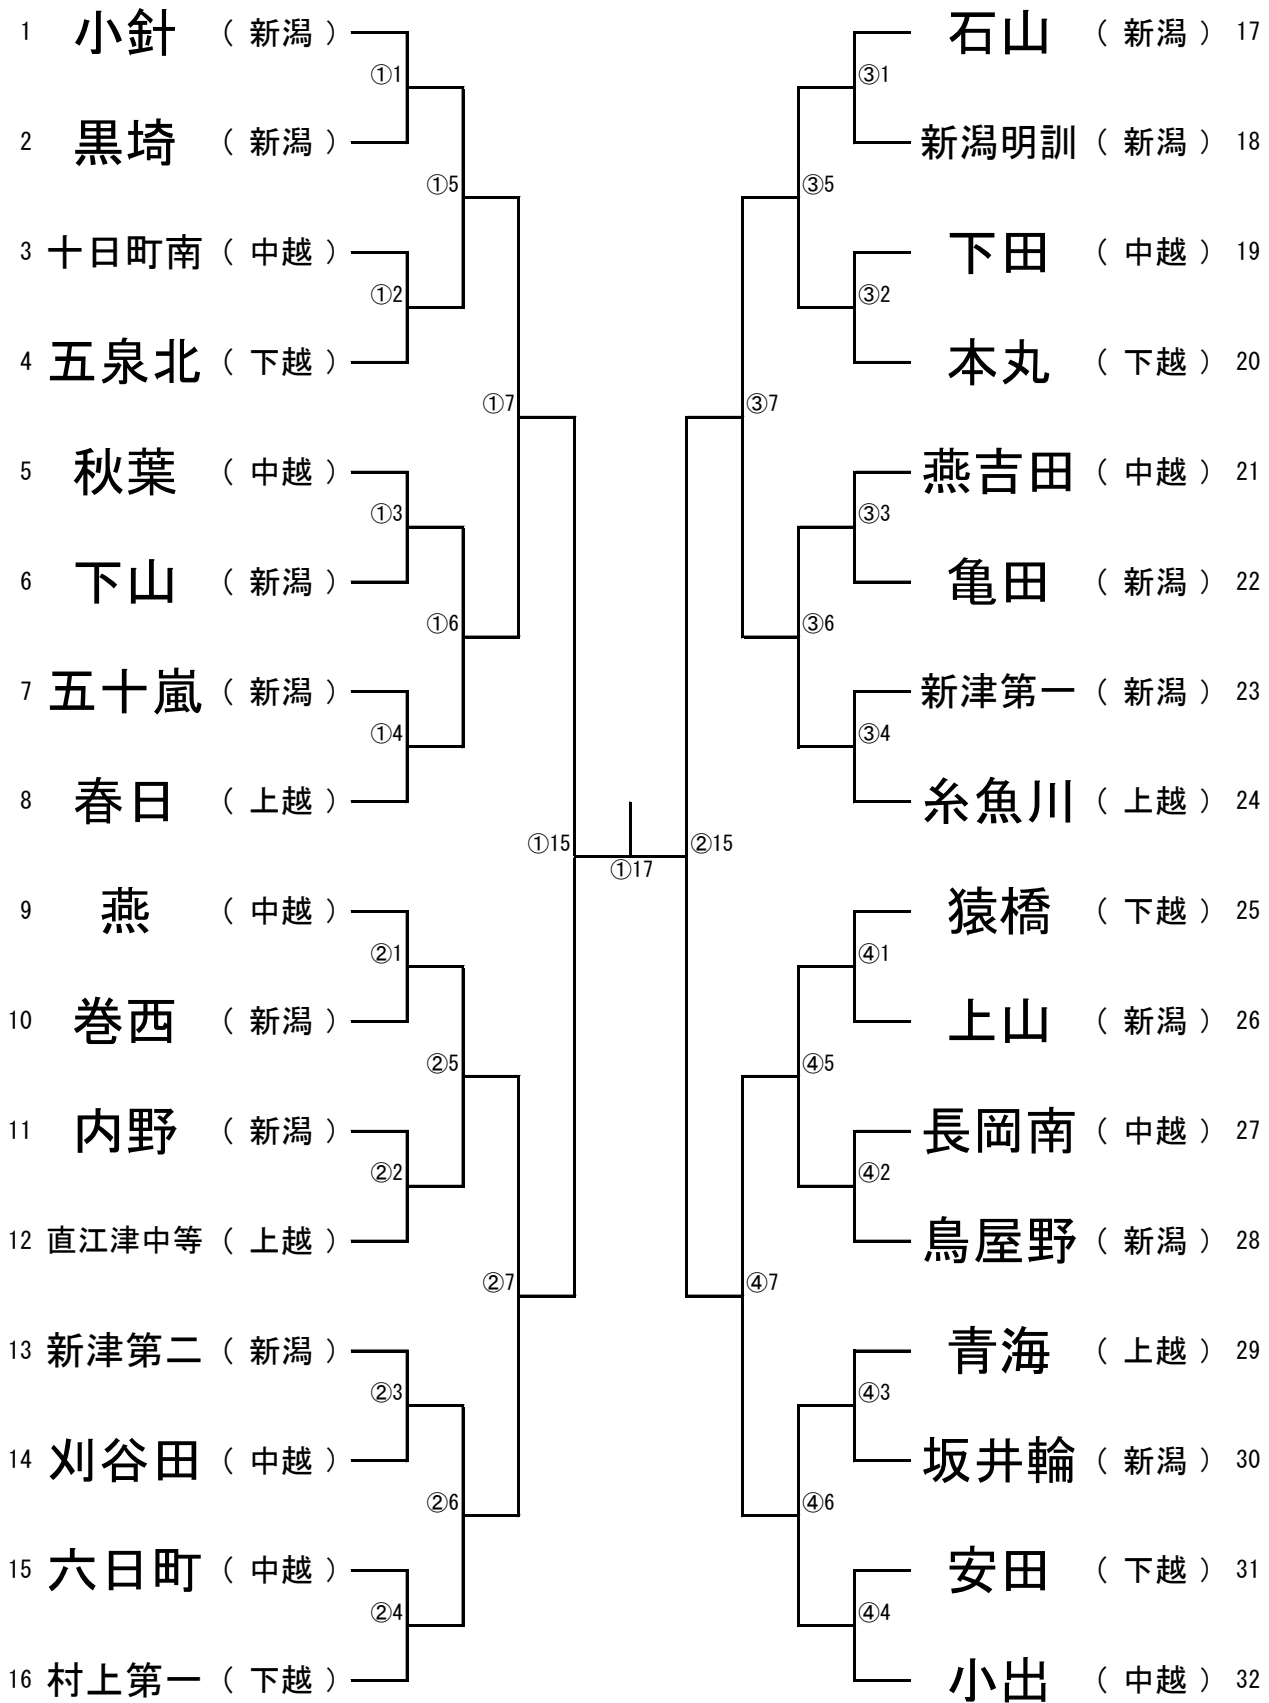 1 小針 ( 新潟 )
①1
2 黒埼 ( 新潟 )
①5
3 十日町南 ( 中越 )
①2
4 五泉北 ( 下越 )
①7
5 秋葉 ( 中越 )
①3
6 下山 ( 新潟 )
①6
7 五十嵐 ( 新潟 )
①4
8 春日 ( 上越 )
①15
9 燕 ( 中越 )
②1
10 巻西 ( 新潟 )
②5
11 内野 ( 新潟 )
②2
12 直江津中等 ( 上越 )
②7
13 新津第二 ( 新潟 )
②3
14 刈谷田 ( 中越 )
②6
15 六日町 ( 中越 )
②4
16 村上第一 ( 下越 )
①17
石山 ( 新潟 ) 17
③1
新潟明訓 ( 新潟 ) 18
③5
下田 ( 中越 ) 19
③2
本丸 ( 下越 ) 20
③7
燕吉田 ( 中越 ) 21
③3
亀田 ( 新潟 ) 22
③6
新津第一 ( 新潟 ) 23
③4
糸魚川 ( 上越 ) 24
②15
猿橋 ( 下越 ) 25
④1
上山 ( 新潟 ) 26
④5
長岡南 ( 中越 ) 27
④2
鳥屋野 ( 新潟 ) 28
④7
青海 ( 上越 ) 29
④3
坂井輪 ( 新潟 ) 30
④6
安田 ( 下越 ) 31
④4
小出 ( 中越 ) 32